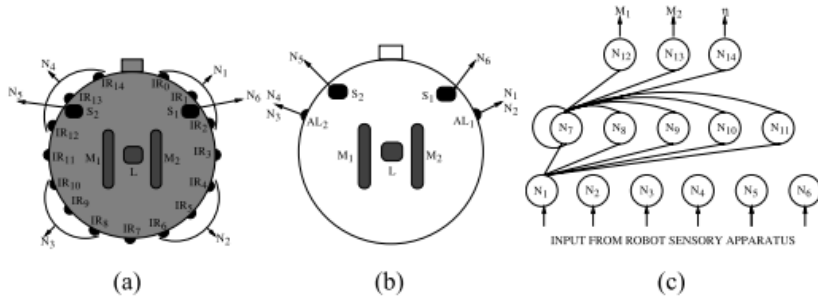 N4
IR14
IR0
N1
N5
IR13
IR1
N6
S2
S1
IR12
IR2
IR11
M1
M2
IR3
L
IR10
IR4
IR9
IR5
IR8
IR7
IR6
N3
N2
(a)
N5
N6
N4
S2
S1
N1
N3
AL2
AL1
N2
M1
M2
L
(b)
M1 M2 η
N12 N13 N14
N7 N8 N9 N10 N11
N1 N2 N3 N4 N5 N6
INPUT FROM ROBOT SENSORY APPARATUS
(c)